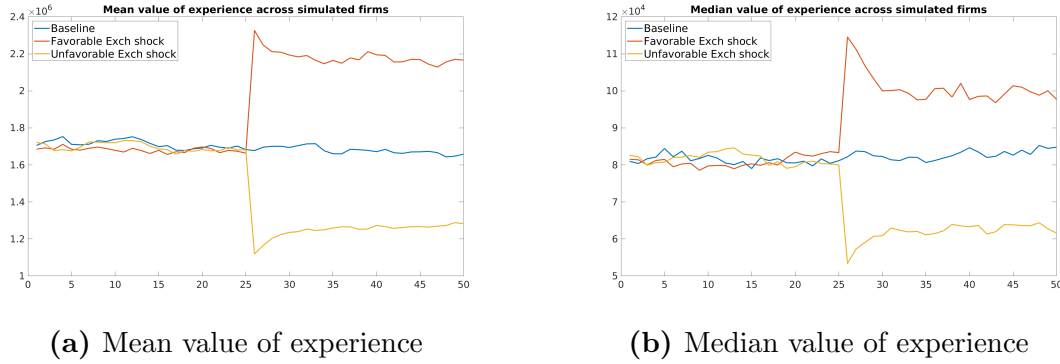 Mean value of experience across simulated firms
×10⁶
Baseline
Favorable Exch shock
Unfavorable Exch shock
2.4
2.2
2
1.8
1.6
1.4
1.2
1
0 5 10 15 20 25 30 35 40 45 50
(a) Mean value of experience
Median value of experience across simulated firms
×10⁴
Baseline
Favorable Exch shock
Unfavorable Exch shock
12
11
10
9
8
7
6
5
0 5 10 15 20 25 30 35 40 45 50
(b) Median value of experience